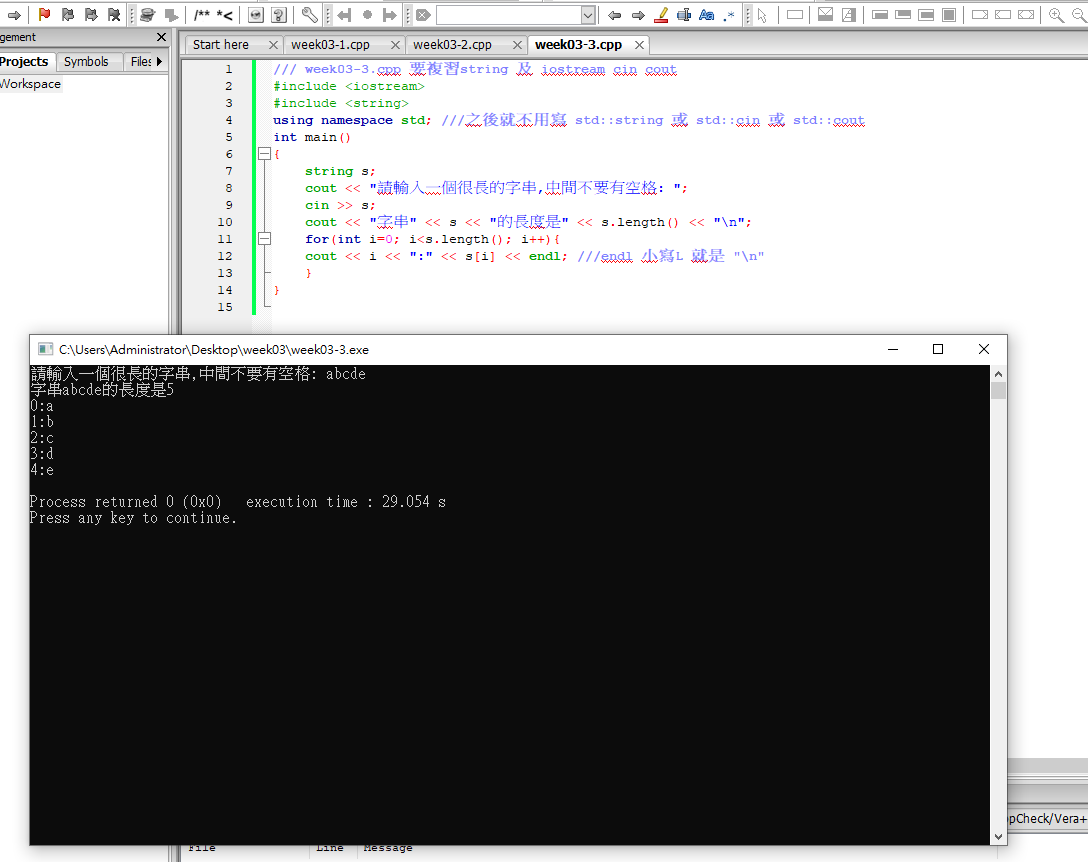 /** *<
Aa .*
gement
Start here
week03-1.cpp
week03-2.cpp
week03-3.cpp
Projects
Symbols
Files
Workspace
1 /// week03-3.cpp 要複習string 及 iostream cin cout
2 #include <iostream>
3 #include <string>
4 using namespace std; ///之後就不用寫 std::string 或 std::cin 或 std::cout
5 int main()
6 {
7 string s;
8 cout << "請輸入一個很長的字串,中間不要有空格: ";
9 cin >> s;
10 cout << "字串" << s << "的長度是" << s.length() << "\n";
11 for(int i=0; i<s.length(); i++){
12 cout << i << ":" << s[i] << endl; ///endl 小寫L 就是 "\n"
13 }
14 }
15
C:\Users\Administrator\Desktop\week03\week03-3.exe
請輸入一個很長的字串,中間不要有空格: abcde
字串abcde的長度是5
0:a
1:b
2:c
3:d
4:e
Process returned 0 (0x0) execution time : 29.054 s
Press any key to continue.
ppCheck/Vera+
File
Line
Message